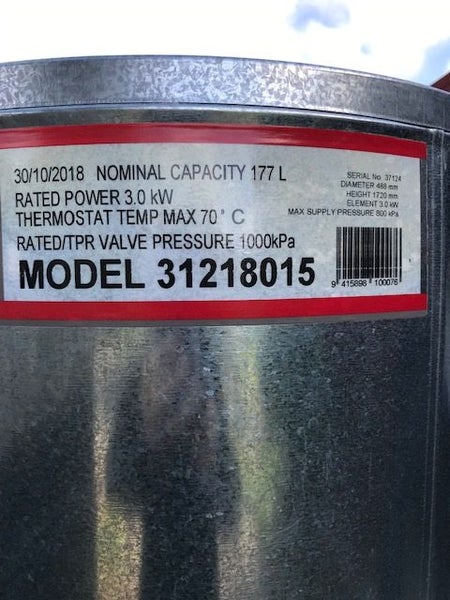 30/10/2018 NOMINAL CAPACITY 177 L
RATED POWER 3.0 kW
THERMOSTAT TEMP MAX 70° C
RATED/TPR VALVE PRESSURE 1000kPa
MODEL 31218015
SERIAL No. 37124
DIAMETER 488 mm
HEIGHT 1720 mm
ELEMENT 3.0 kW
MAX SUPPLY PRESSURE 800 kPa
9 415898 100076